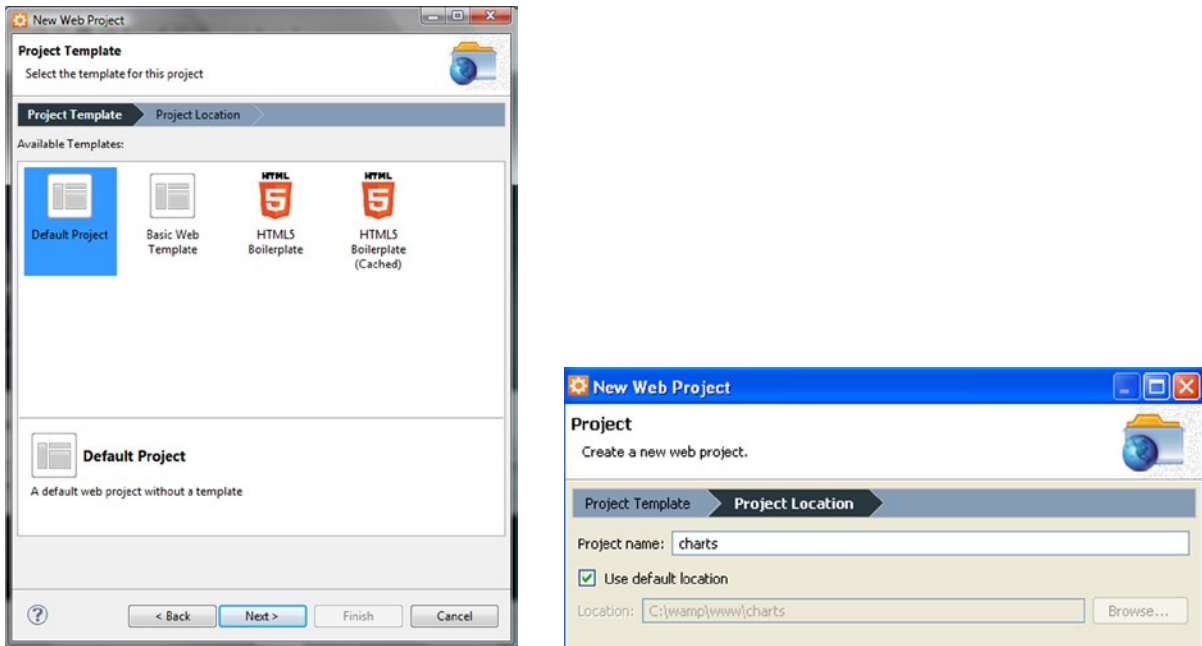 New Web Project
Project Template
Select the template for this project
Project Template Project Location
Available Templates:
HTML HTML
5 5
Default Project Basic Web HTML5 HTML5
Template Boilerplate Boilerplate
(Cached)
Default Project
A default web project without a template
? < Back Next > Finish Cancel
New Web Project
Project
Create a new web project.
Project Template Project Location
Project name: charts
Use default location
Location: C:\wamp\www\charts Browse...